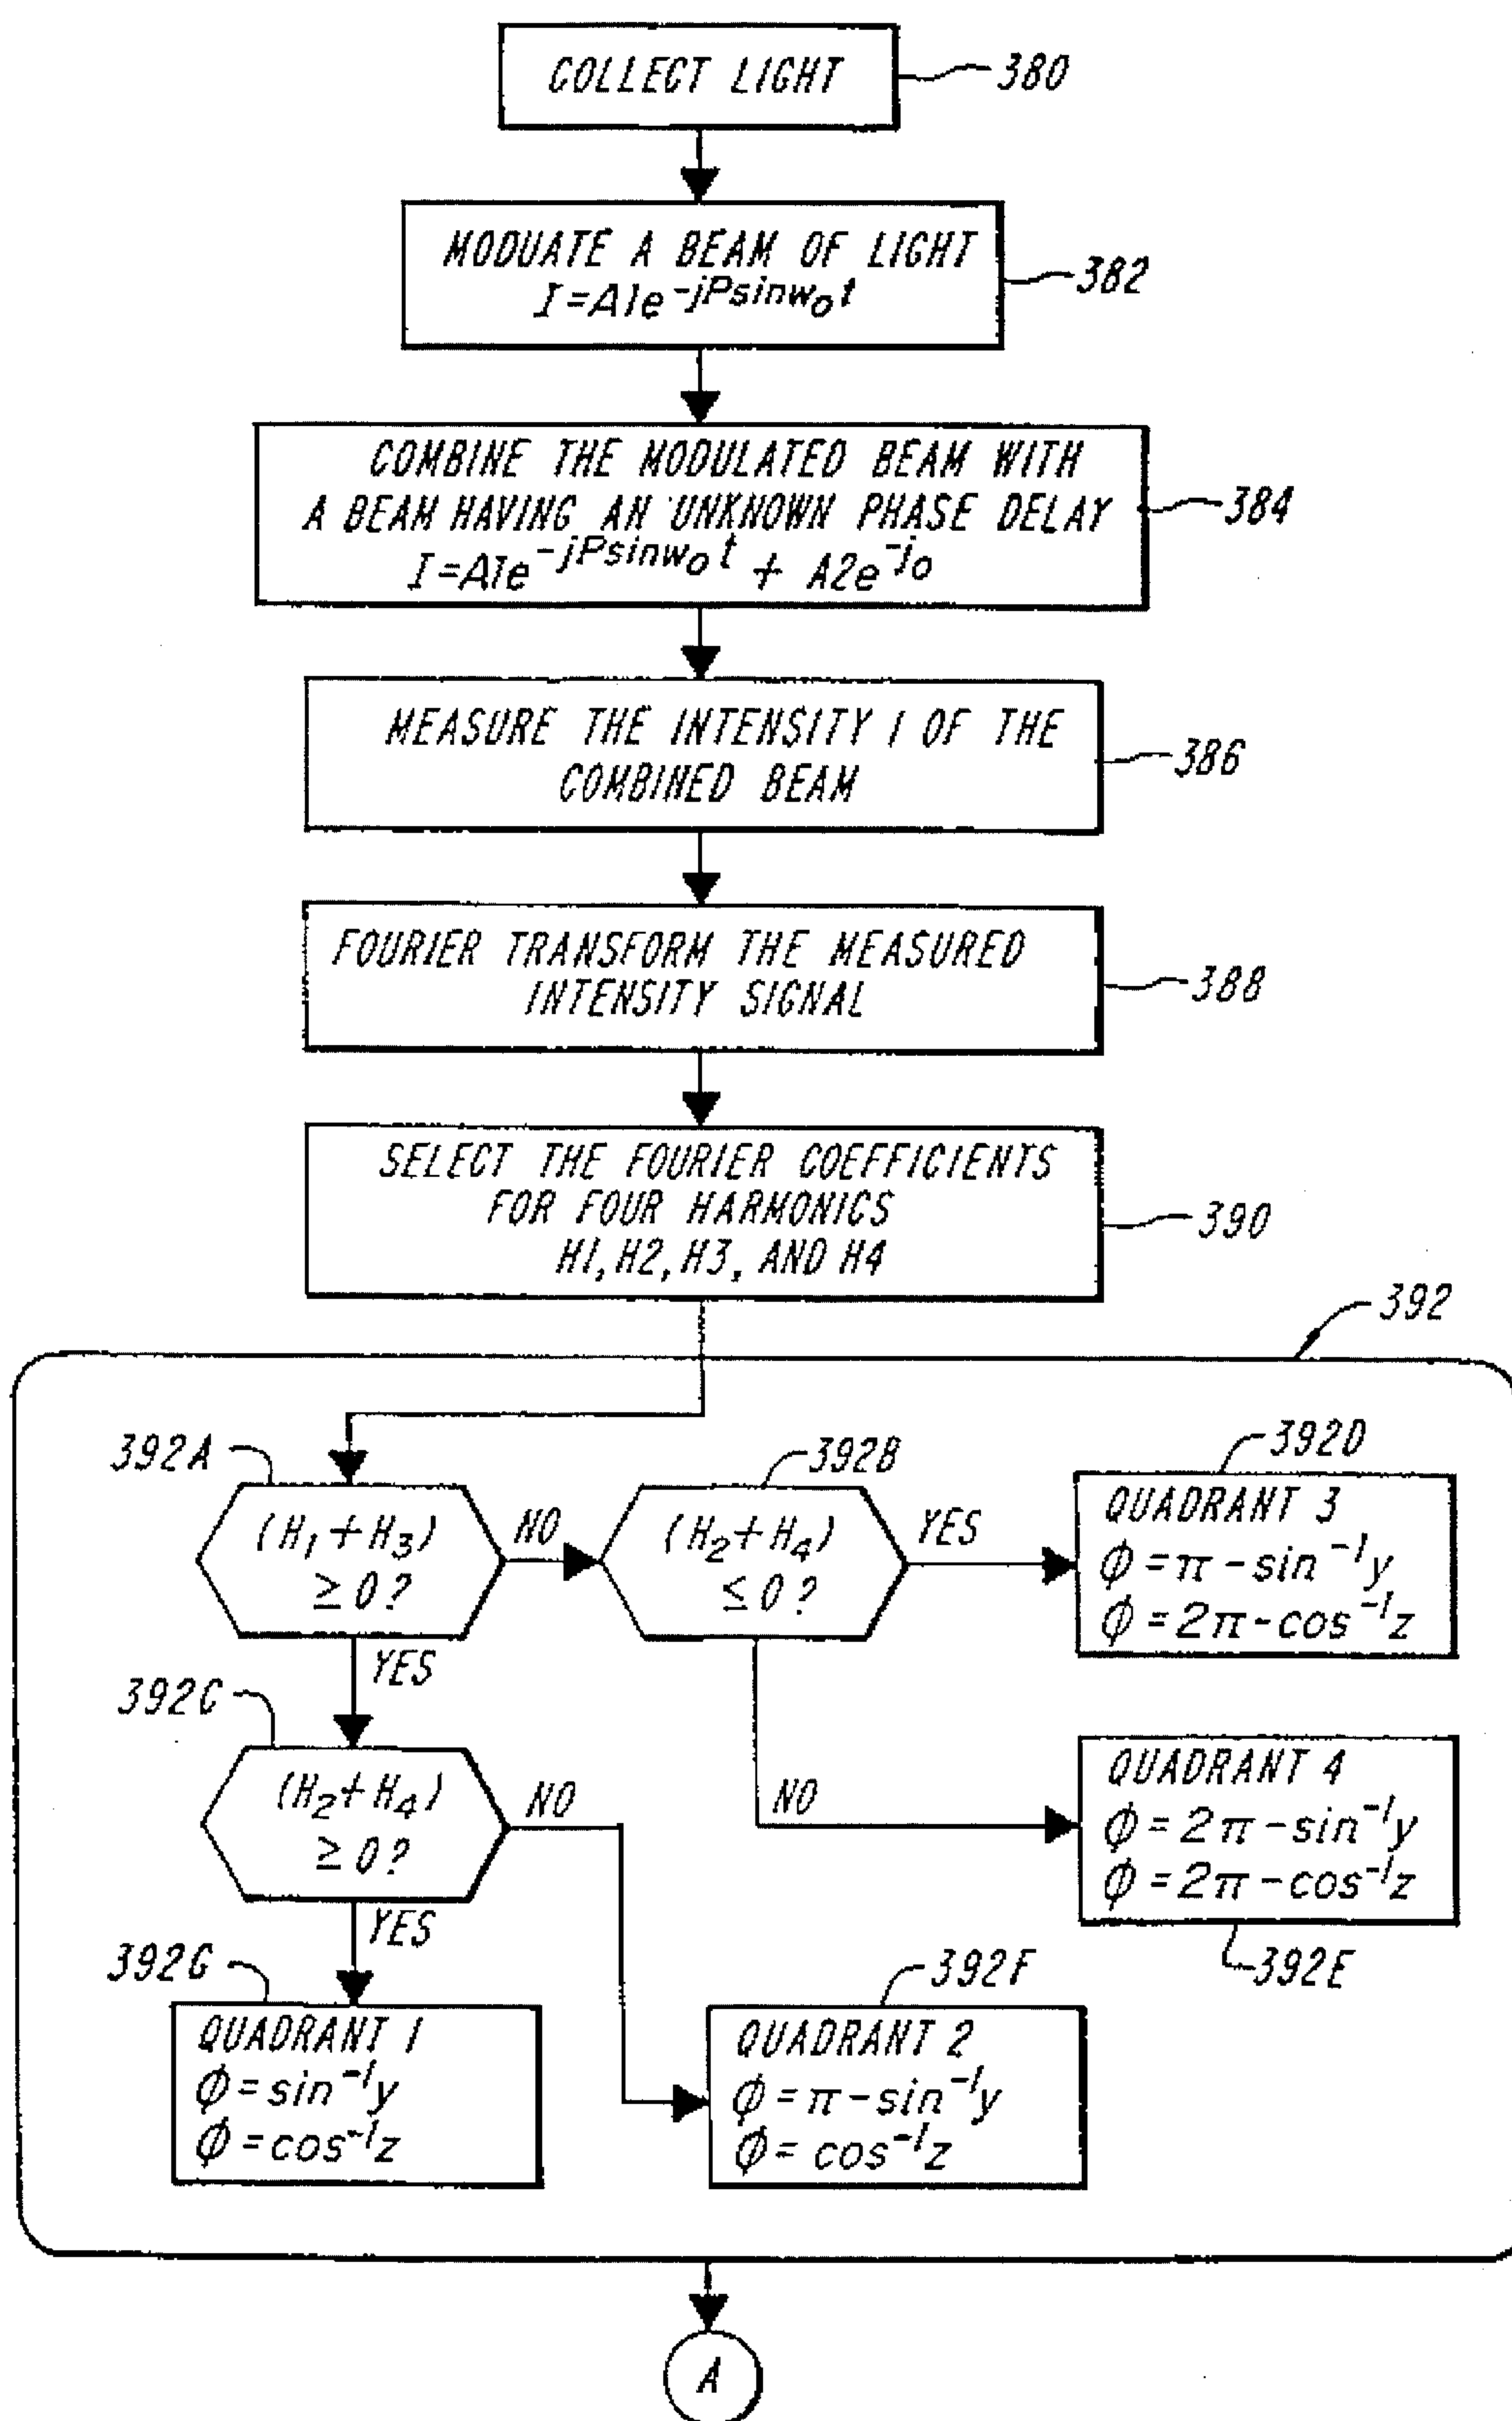 COLLECT LIGHT
380
MODUATE A BEAM OF LIGHT
I=A1e^-jPsinw₀t
382
COMBINE THE MODULATED BEAM WITH
A BEAM HAVING AN UNKNOWN PHASE DELAY
I=A1e^-jPsinw₀t + A2e^-j₀
384
MEASURE THE INTENSITY I OF THE
COMBINED BEAM
386
FOURIER TRANSFORM THE MEASURED
INTENSITY SIGNAL
388
SELECT THE FOURIER COEFFICIENTS
FOR FOUR HARMONICS
H1, H2, H3, AND H4
390
392
392A
(H₁+H₃)
≥0?
NO
YES
392B
(H₂+H₄)
≤0?
YES
NO
392D
QUADRANT 3
ϕ=π-sin⁻¹y
ϕ=2π-cos⁻¹z
392C
(H₂+H₄)
≥0?
NO
YES
QUADRANT 4
ϕ=2π-sin⁻¹y
ϕ=2π-cos⁻¹z
392E
392G
QUADRANT 1
ϕ=sin⁻¹y
ϕ=cos⁻¹z
392F
QUADRANT 2
ϕ=π-sin⁻¹y
ϕ=cos⁻¹z
A